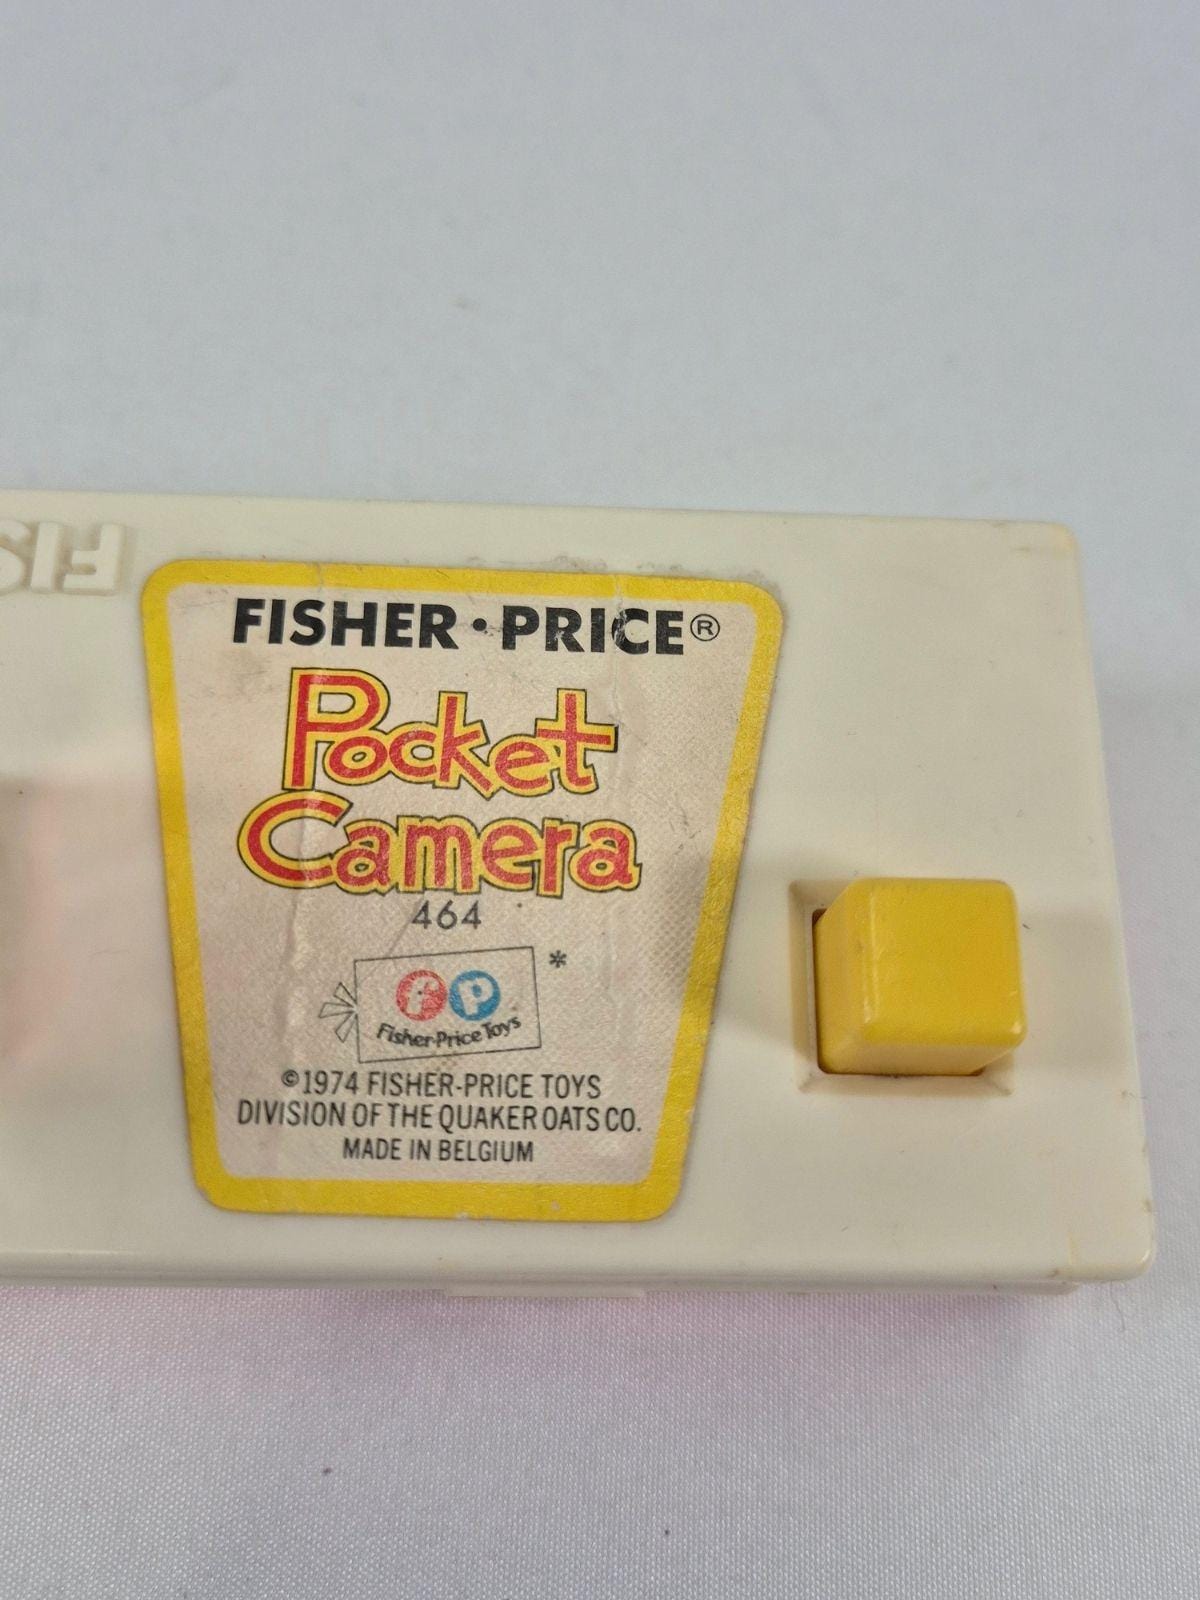 FIS
FISHER·PRICE®
Pocket
Camera
464
fp *
Fisher-Price Toys
©1974 FISHER-PRICE TOYS
DIVISION OF THE QUAKER OATS CO.
MADE IN BELGIUM